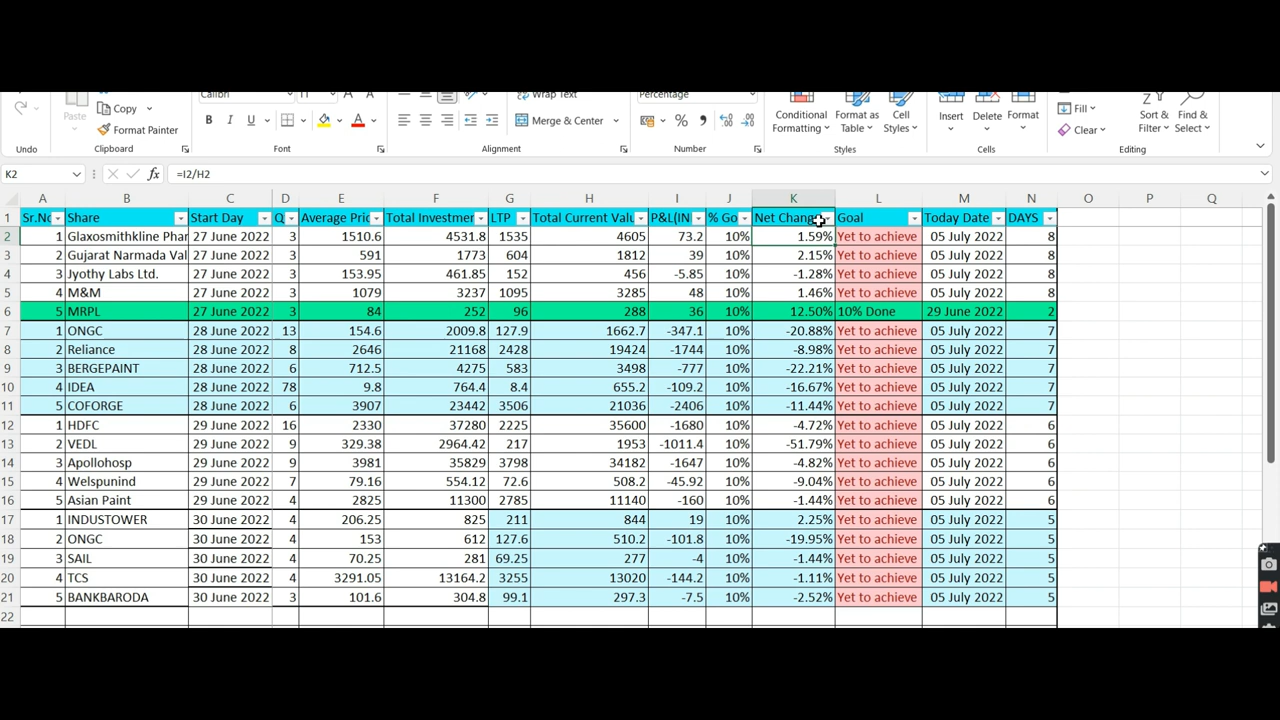 Calibri 11 Wrap Text Percentage
Copy Paste Conditional Format as Cell Insert Delete Format Fill Sort & Find &
Format Painter B I U A Merge & Center % Formatting Table Styles Clear Filter Select
Undo Clipboard Font Alignment Number Styles Cells Editing
K2 fx =I2/H2
A B C D E F G H I J K L M N O P Q
1 Sr.No Share Start Day Q Average Pric Total Investmen LTP Total Current Valu P&L(IN % Go Net Chang Goal Today Date DAYS
2 1 Glaxosmithkline Phar 27 June 2022 3 1510.6 4531.8 1535 4605 73.2 10% 1.59% Yet to achieve 05 July 2022 8
3 2 Gujarat Narmada Val 27 June 2022 3 591 1773 604 1812 39 10% 2.15% Yet to achieve 05 July 2022 8
4 3 Jyothy Labs Ltd. 27 June 2022 3 153.95 461.85 152 456 -5.85 10% -1.28% Yet to achieve 05 July 2022 8
5 4 M&M 27 June 2022 3 1079 3237 1095 3285 48 10% 1.46% Yet to achieve 05 July 2022 8
6 5 MRPL 27 June 2022 3 84 252 96 288 36 10% 12.50% 10% Done 29 June 2022 2
7 1 ONGC 28 June 2022 13 154.6 2009.8 127.9 1662.7 -347.1 10% -20.88% Yet to achieve 05 July 2022 7
8 2 Reliance 28 June 2022 8 2646 21168 2428 19424 -1744 10% -8.98% Yet to achieve 05 July 2022 7
9 3 BERGEPAINT 28 June 2022 6 712.5 4275 583 3498 -777 10% -22.21% Yet to achieve 05 July 2022 7
10 4 IDEA 28 June 2022 78 9.8 764.4 8.4 655.2 -109.2 10% -16.67% Yet to achieve 05 July 2022 7
11 5 COFORGE 28 June 2022 6 3907 23442 3506 21036 -2406 10% -11.44% Yet to achieve 05 July 2022 7
12 1 HDFC 29 June 2022 16 2330 37280 2225 35600 -1680 10% -4.72% Yet to achieve 05 July 2022 6
13 2 VEDL 29 June 2022 9 329.38 2964.42 217 1953 -1011.4 10% -51.79% Yet to achieve 05 July 2022 6
14 3 Apollohosp 29 June 2022 9 3981 35829 3798 34182 -1647 10% -4.82% Yet to achieve 05 July 2022 6
15 4 Welspunind 29 June 2022 7 79.16 554.12 72.6 508.2 -45.92 10% -9.04% Yet to achieve 05 July 2022 6
16 5 Asian Paint 29 June 2022 4 2825 11300 2785 11140 -160 10% -1.44% Yet to achieve 05 July 2022 6
17 1 INDUSTOWER 30 June 2022 4 206.25 825 211 844 19 10% 2.25% Yet to achieve 05 July 2022 5
18 2 ONGC 30 June 2022 4 153 612 127.6 510.2 -101.8 10% -19.95% Yet to achieve 05 July 2022 5
19 3 SAIL 30 June 2022 4 70.25 281 69.25 277 -4 10% -1.44% Yet to achieve 05 July 2022 5
20 4 TCS 30 June 2022 4 3291.05 13164.2 3255 13020 -144.2 10% -1.11% Yet to achieve 05 July 2022 5
21 5 BANKBARODA 30 June 2022 3 101.6 304.8 99.1 297.3 -7.5 10% -2.52% Yet to achieve 05 July 2022 5
22